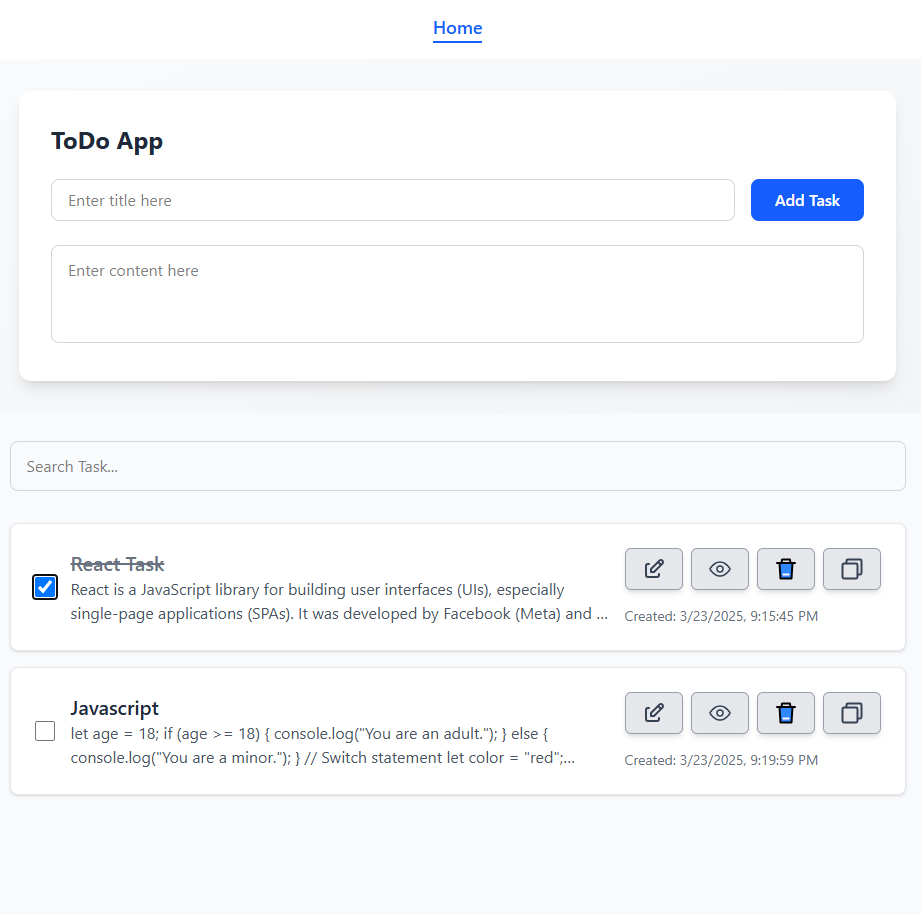 Home
ToDo App
Enter title here
Add Task
Enter content here
Search Task...
React Task
React is a JavaScript library for building user interfaces (UIs), especially
single-page applications (SPAs). It was developed by Facebook (Meta) and ...
Created: 3/23/2025, 9:15:45 PM
Javascript
let age = 18; if (age >= 18) { console.log("You are an adult."); } else {
console.log("You are a minor."); } // Switch statement let color = "red";...
Created: 3/23/2025, 9:19:59 PM